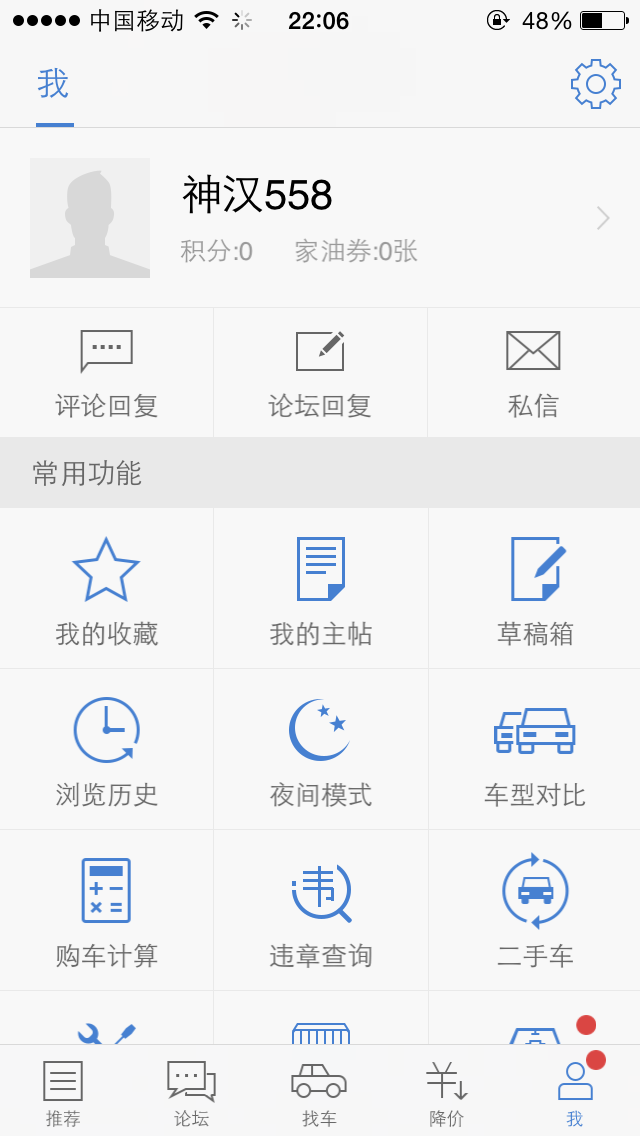 中国移动 22:06 48%
我
神汉558
积分:0 家油券:0张
评论回复 论坛回复 私信
常用功能
我的收藏 我的主帖 草稿箱
浏览历史 夜间模式 车型对比
购车计算 违章查询 二手车
推荐 论坛 找车 降价 我